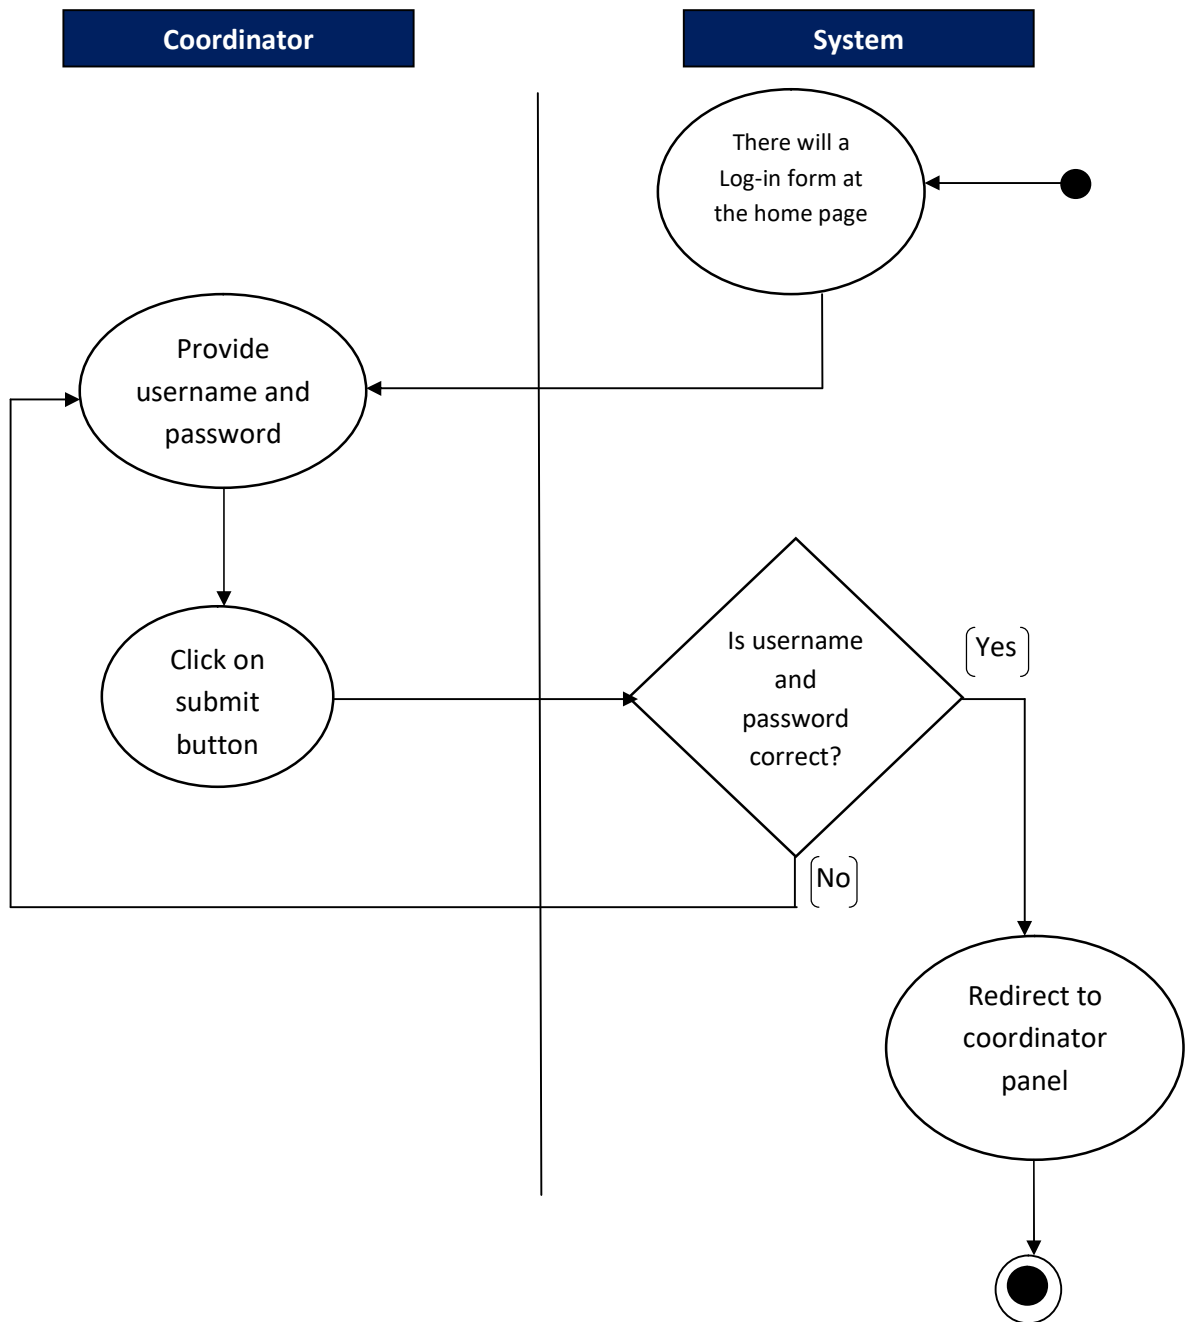 Coordinator
System
There will a
Log-in form at
the home page
Provide
username and
password
Click on
submit
button
Is username
and
password
correct?
Yes
No
Redirect to
coordinator
panel